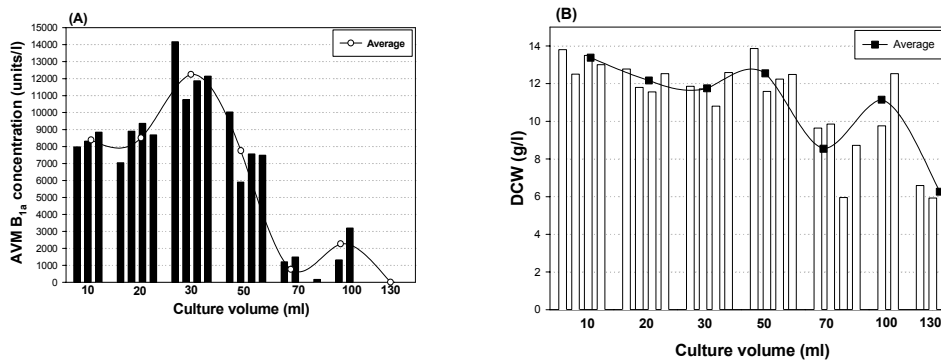 (A)
Average
AVM B1a concentration (units/l)
15000
14000
13000
12000
11000
10000
9000
8000
7000
6000
5000
4000
3000
2000
1000
0
10 20 30 50 70 100 130
Culture volume (ml)
(B)
Average
DCW (g/l)
14
12
10
8
6
4
2
0
10 20 30 50 70 100 130
Culture volume (ml)